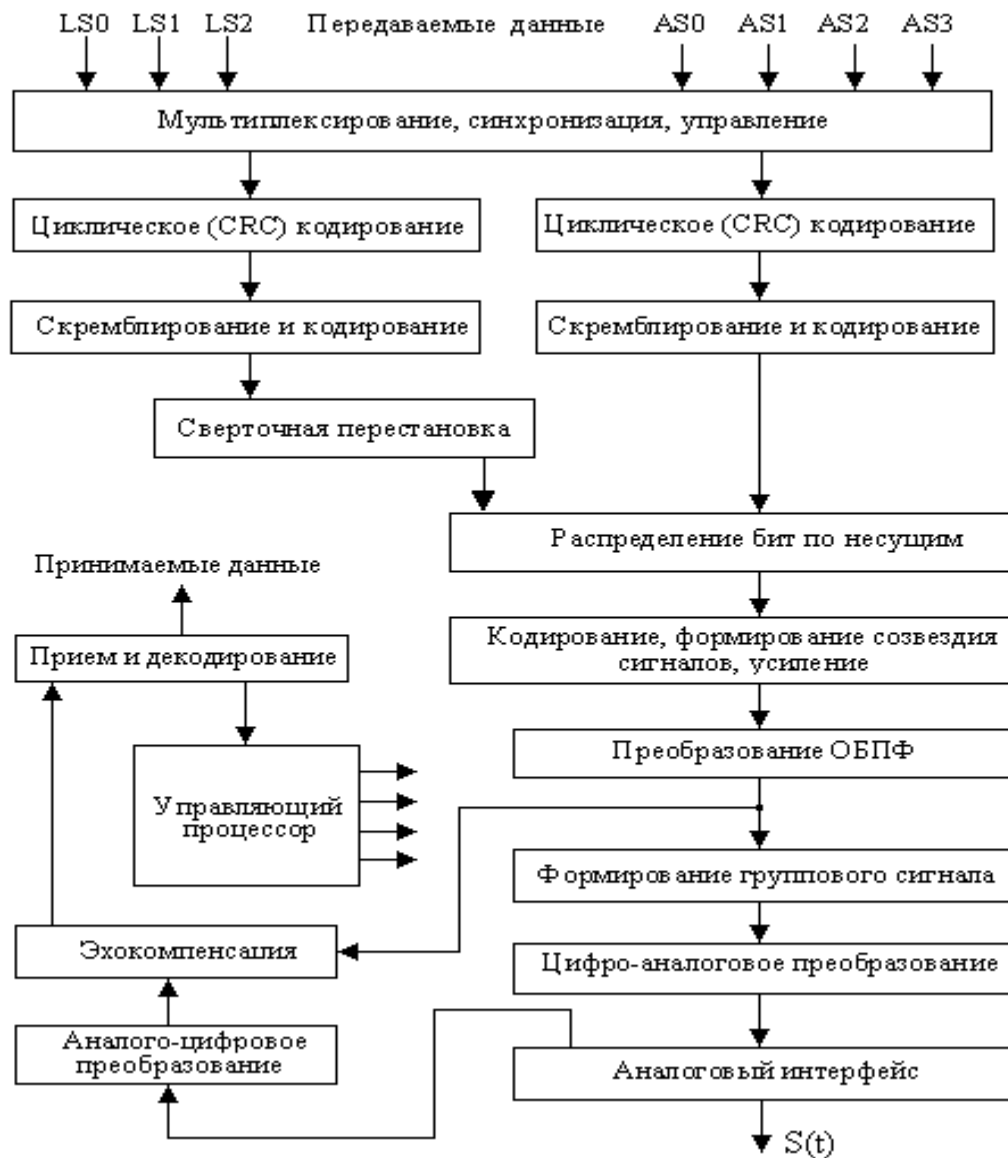 LS0 LS1 LS2 Передаваемые данные AS0 AS1 AS2 AS3
Мультиплексирование, синхронизация, управление
Циклическое (CRC) кодирование
Циклическое (CRC) кодирование
Скремблирование и кодирование
Скремблирование и кодирование
Сверточная перестановка
Распределение бит по несущим
Принимаемые данные
Кодирование, формирование созвездия
сигналов, усиление
Прием и декодирование
Преобразование ОБПФ
Управляющий
процессор
Формирование группового сигнала
Эхокомпенсация
Цифро-аналоговое преобразование
Аналого-цифровое
преобразование
Аналоговый интерфейс
S(t)